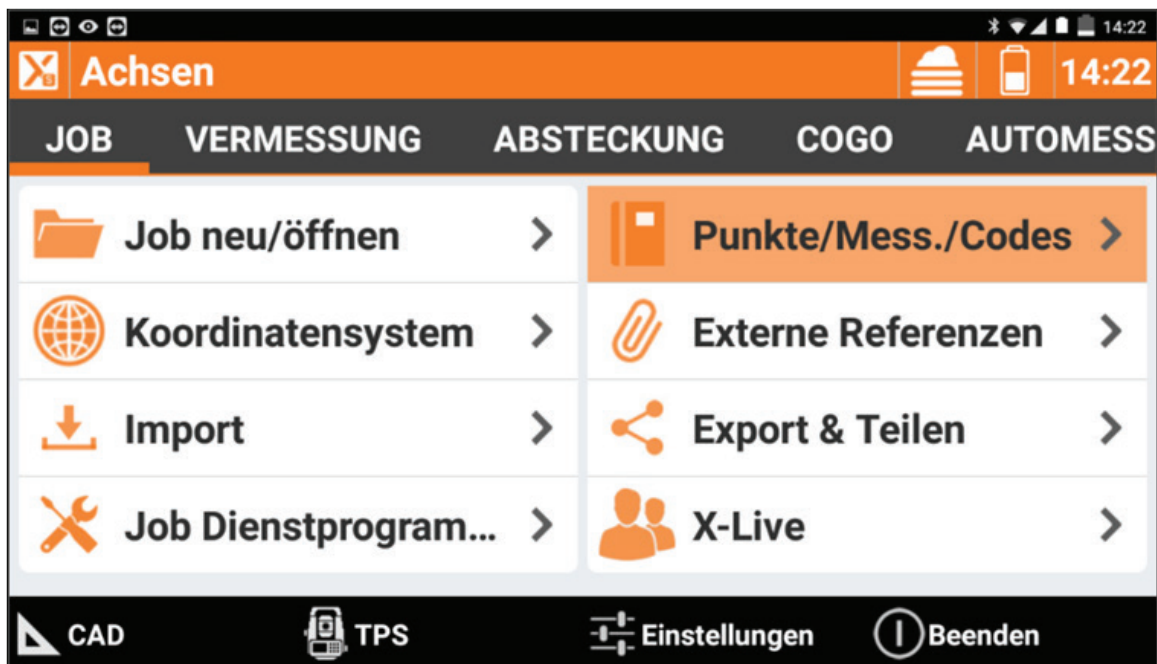 14:22
X S Achsen 14:22
JOB VERMESSUNG ABSTECKUNG COGO AUTOMESS
Job neu/öffnen
Punkte/Mess./Codes
Koordinatensystem
Externe Referenzen
Import
Export & Teilen
Job Dienstprogram...
X-Live
CAD TPS Einstellungen Beenden